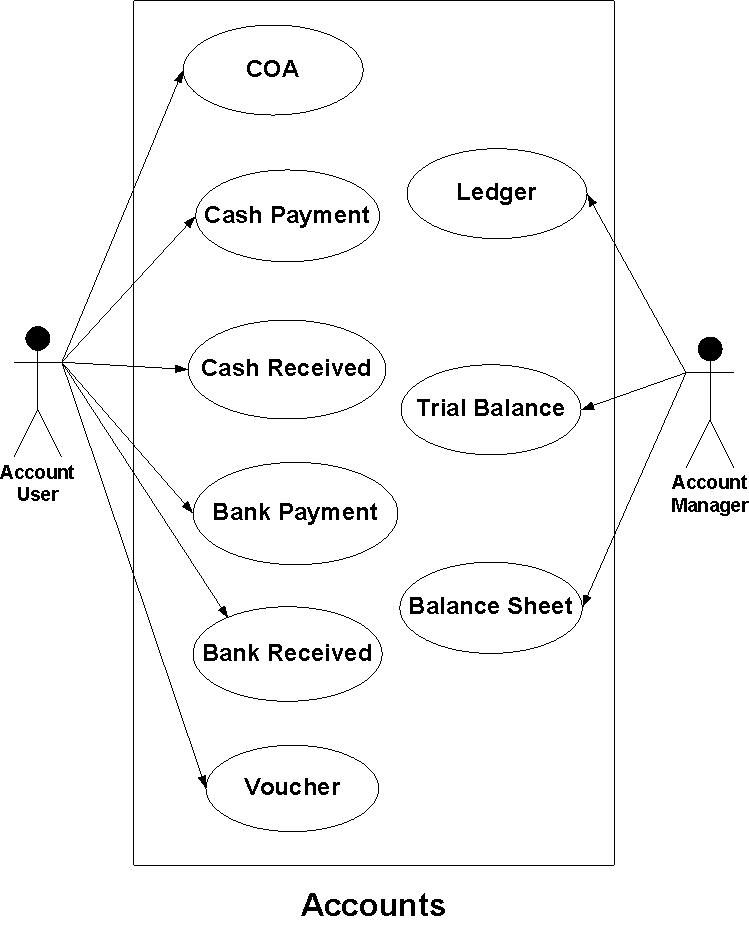 COA
Cash Payment
Cash Received
Bank Payment
Bank Received
Voucher
Ledger
Trial Balance
Balance Sheet
Account
User
Account
Manager
Accounts